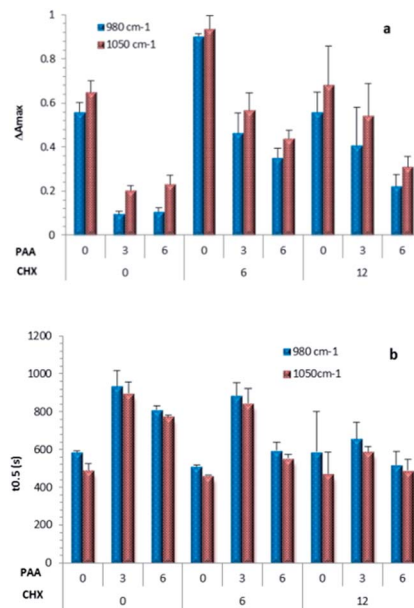 a
980 cm-1
1050 cm-1
ΔAmax
1
0.8
0.6
0.4
0.2
0
PAA 0 3 6 0 3 6 0 3 6
CHX 0 6 12
b
980 cm-1
1050cm-1
t0.5 (s)
1200
1000
800
600
400
200
0
PAA 0 3 6 0 3 6 0 3 6
CHX 0 6 12